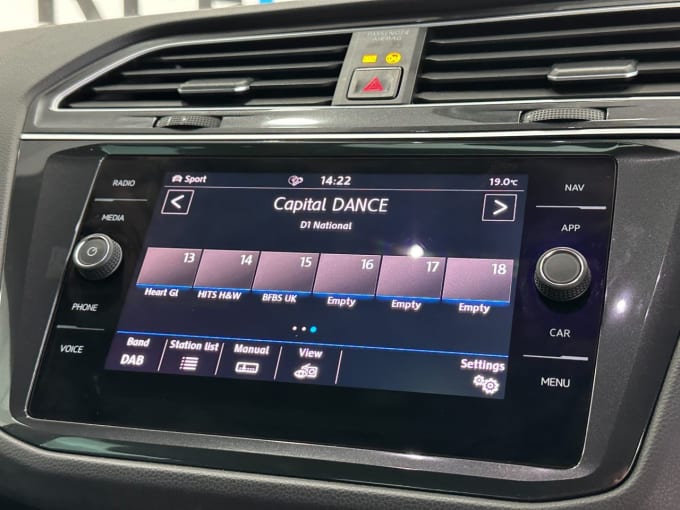 PASSENGER
AIRBAG
RADIO
MEDIA
PHONE
VOICE
Sport
14:22
19.0°C
<
Capital DANCE
>
D1 National
13 14 15 16 17 18
Heart Gl HITS H&W BFBS UK Empty Empty Empty
Band Station list Manual View Settings
DAB
NAV
APP
CAR
MENU